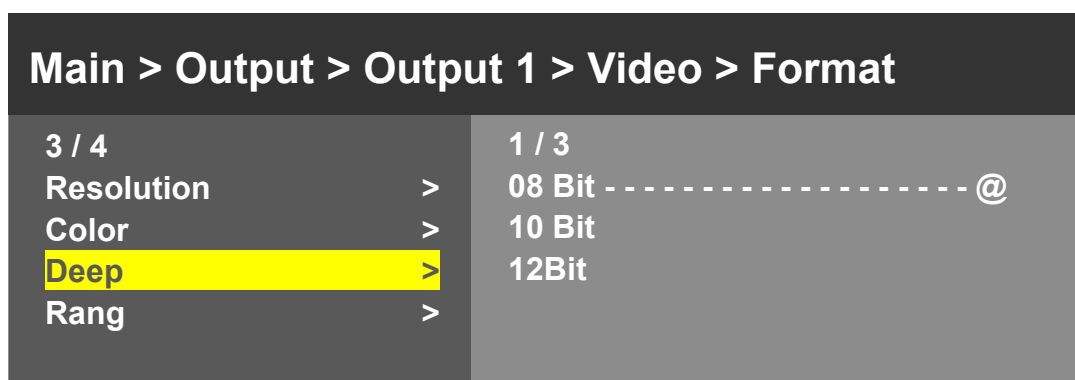 Main > Output > Output 1 > Video > Format
3 / 4
Resolution >
Color >
Deep >
Rang >
1 / 3
08 Bit - - - - - - - - - - - - - - - - - - - @
10 Bit
12Bit